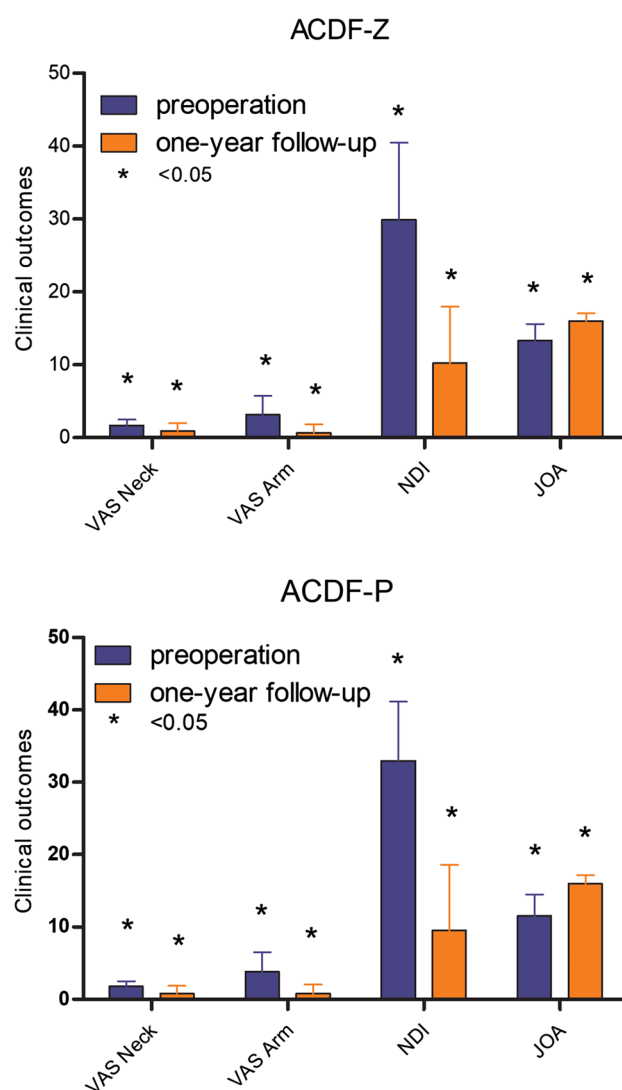 ACDF-Z
Clinical outcomes
50
40
30
20
10
0
preoperation
one-year follow-up
* <0.05
*
*
*
*
*
*
*
*
VAS Neck
VAS Arm
NDI
JOA
ACDF-P
Clinical outcomes
50
40
30
20
10
0
preoperation
one-year follow-up
* <0.05
*
*
*
*
*
*
*
*
VAS Neck
VAS Arm
NDI
JOA